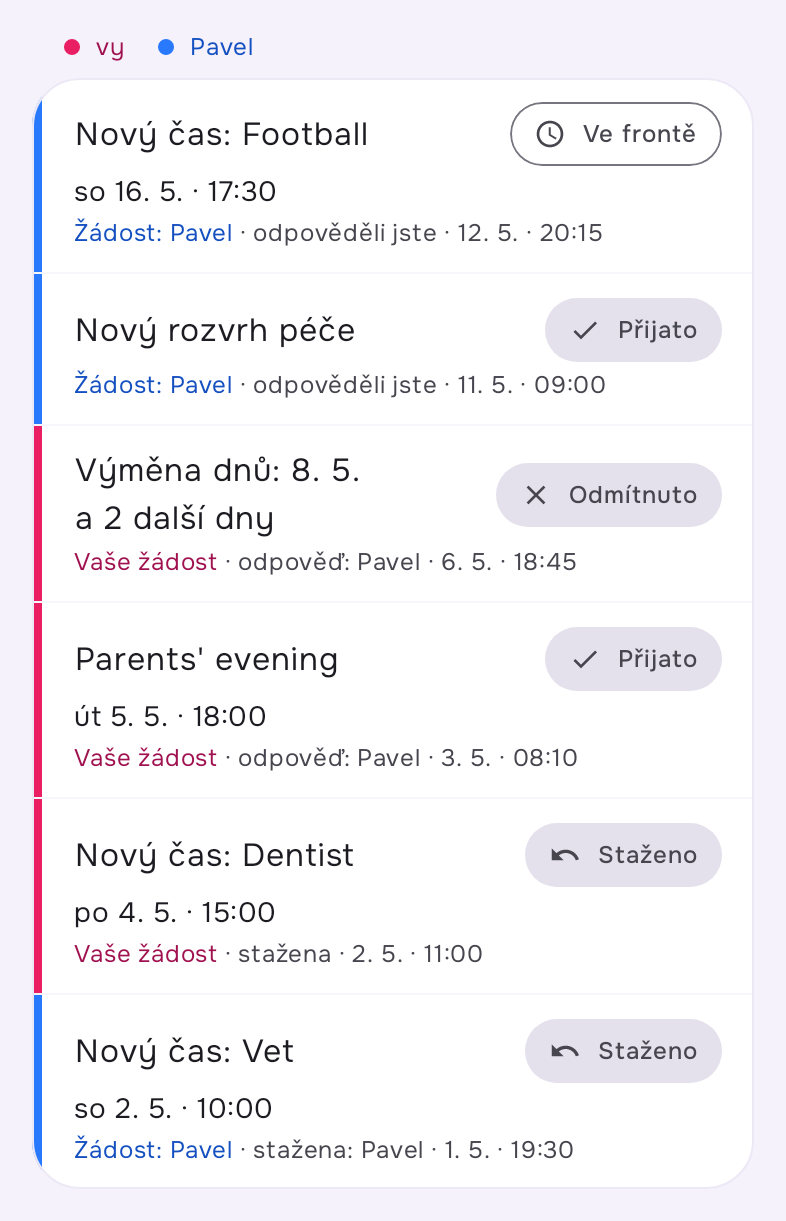 vy Pavel
Nový čas: Football
Ve frontě
so 16. 5. · 17:30
Žádost: Pavel · odpověděli jste · 12. 5. · 20:15
Nový rozvrh péče
Přijato
Žádost: Pavel · odpověděli jste · 11. 5. · 09:00
Výměna dnů: 8. 5.
a 2 další dny
Odmítnuto
Vaše žádost · odpověď: Pavel · 6. 5. · 18:45
Parents' evening
Přijato
út 5. 5. · 18:00
Vaše žádost · odpověď: Pavel · 3. 5. · 08:10
Nový čas: Dentist
Staženo
po 4. 5. · 15:00
Vaše žádost · stažena · 2. 5. · 11:00
Nový čas: Vet
Staženo
so 2. 5. · 10:00
Žádost: Pavel · stažena: Pavel · 1. 5. · 19:30